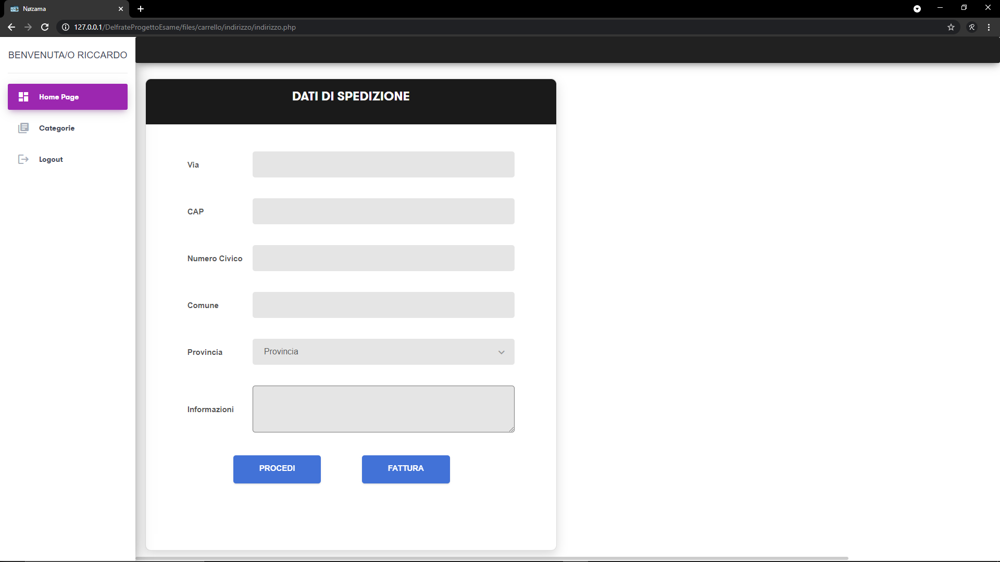 Nøzama
127.0.0.1/DelfrateProgettoEsame/files/carrello/indirizzo/indirizzo.php
R
BENVENUTA/O RICCARDO
Home Page
Categorie
Logout
DATI DI SPEDIZIONE
Via
CAP
Numero Civico
Comune
Provincia Provincia
Informazioni
PROCEDI FATTURA